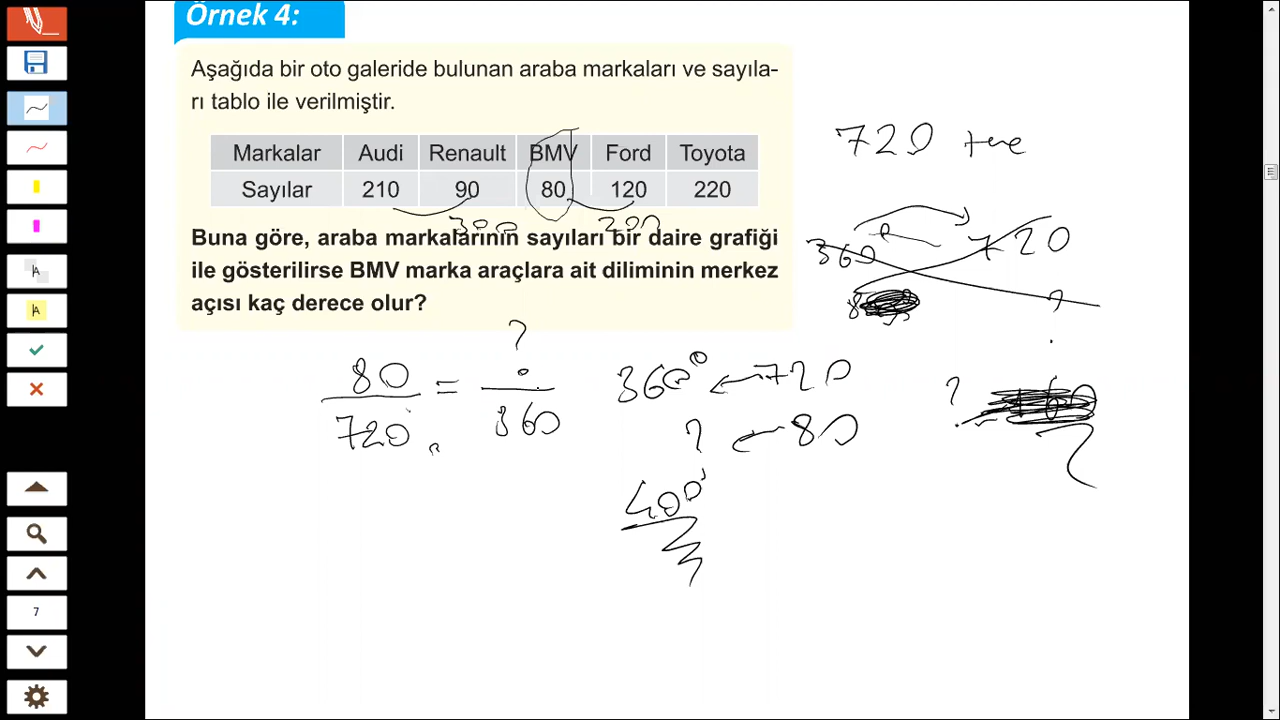 Örnek 4:
Aşağıda bir oto galeride bulunan araba markaları ve sayıla-
rı tablo ile verilmiştir.
Markalar Audi Renault BMV Ford Toyota
Sayılar 210 90 80 120 220
300 200
Buna göre, araba markalarının sayıları bir daire grafiği
ile gösterilirse BMV marka araçlara ait diliminin merkez
açısı kaç derece olur?
720 tane
360 720
8 ?
80/720 = ?/360
360° 720
? 80
40°
?
7